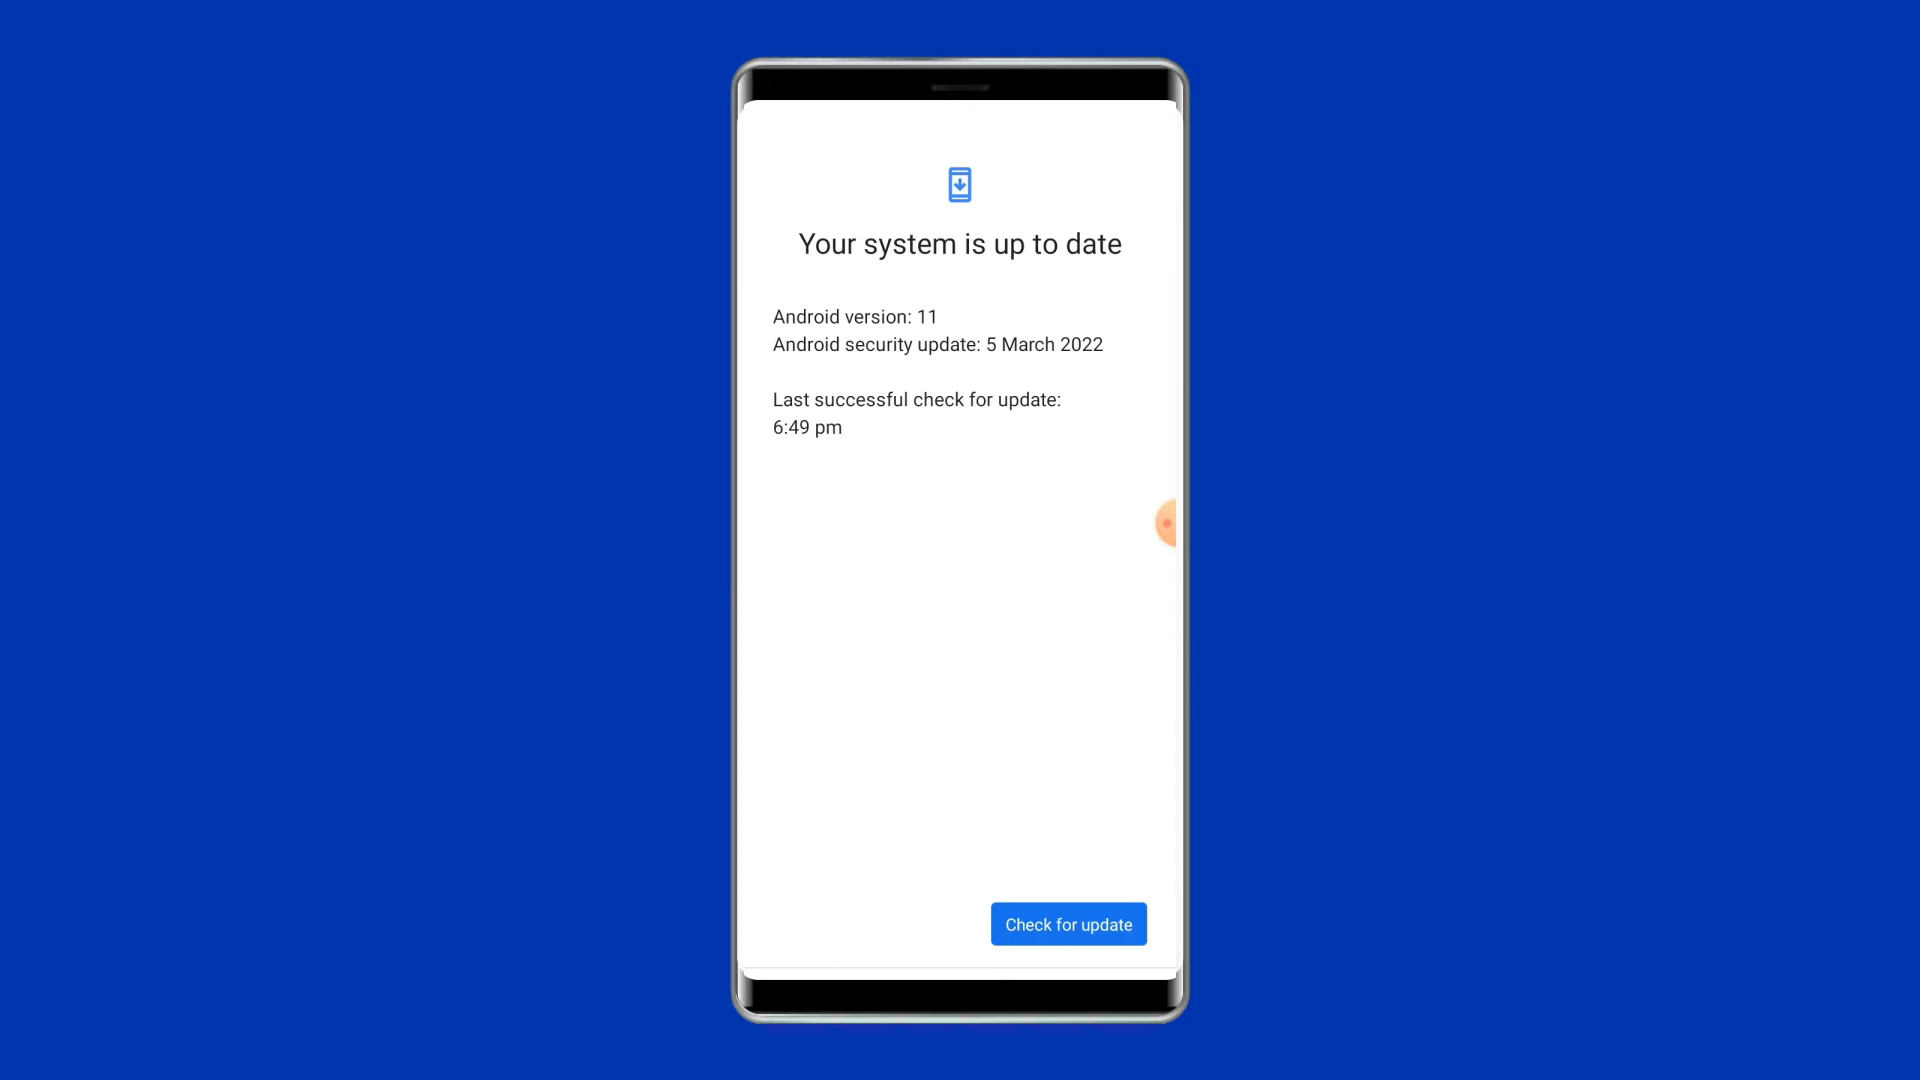 Your system is up to date
Android version: 11
Android security update: 5 March 2022
Last successful check for update:
6:49 pm
Check for update